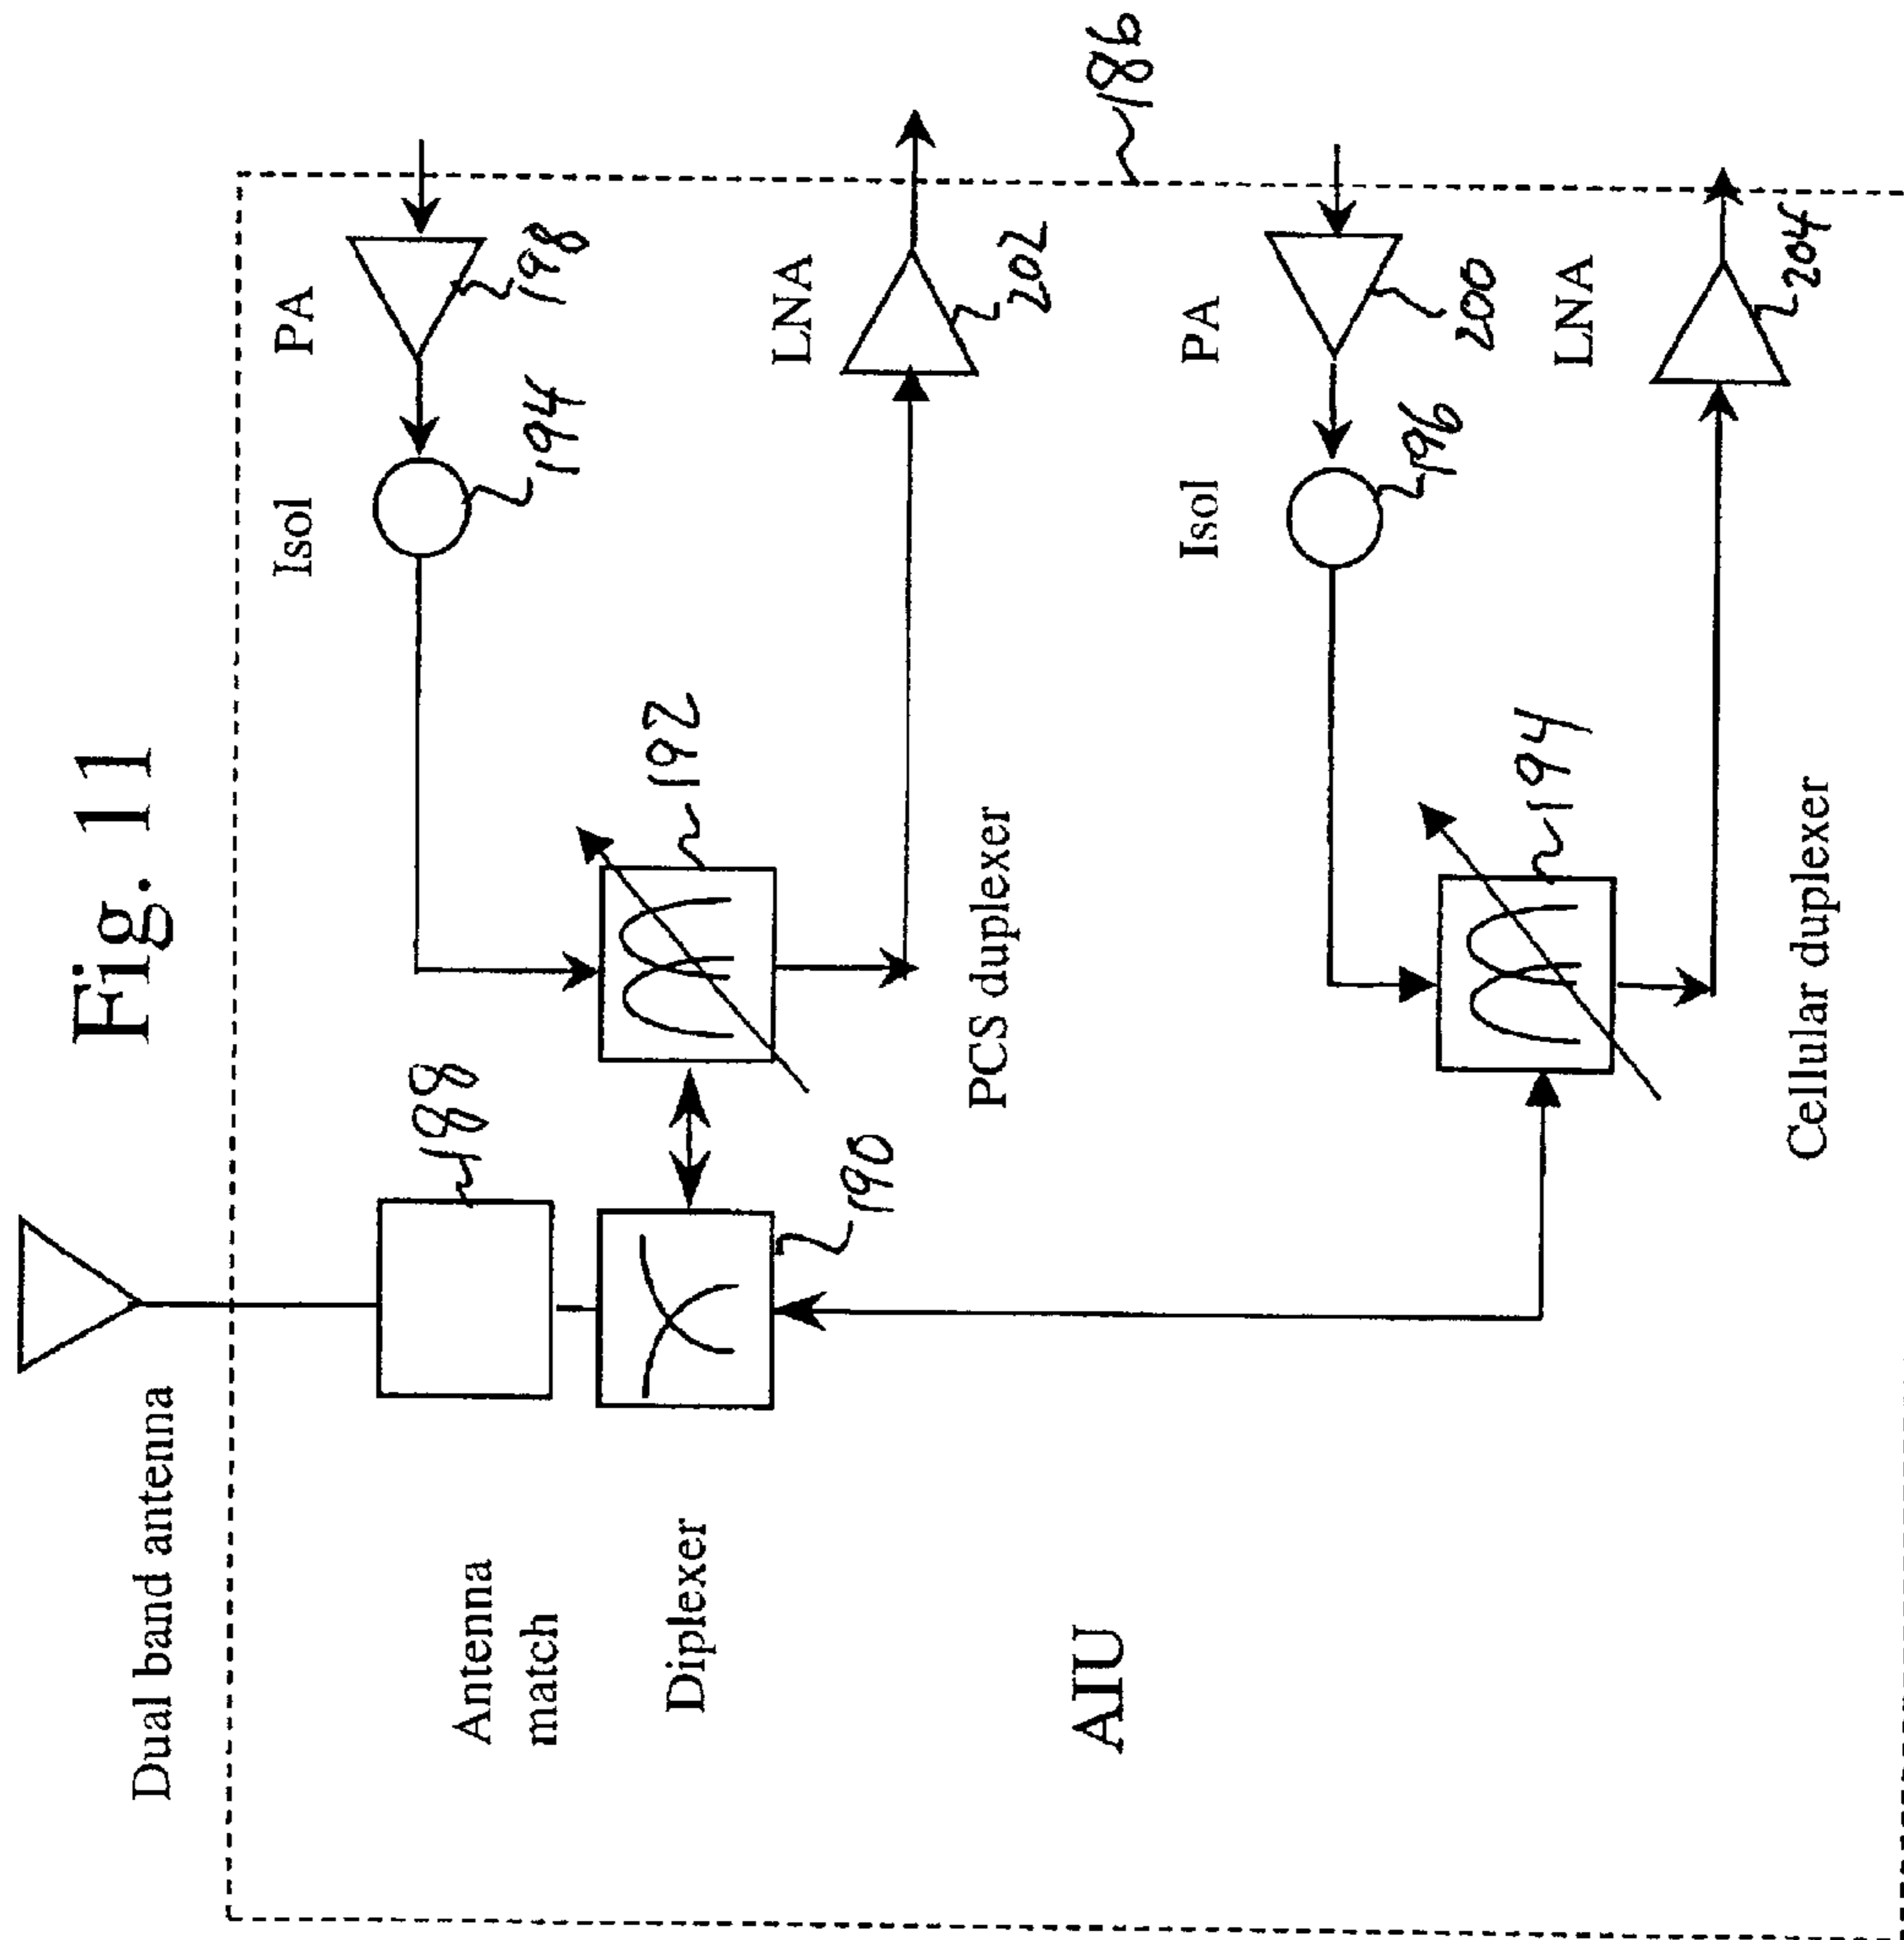 Fig. 11
Dual band antenna
Antenna
match
188
Isol
PA
194
198
Diplexer
190
192
PCS duplexer
LNA
202
AIU
186
Isol
PA
196
200
194
Cellular duplexer
LNA
204